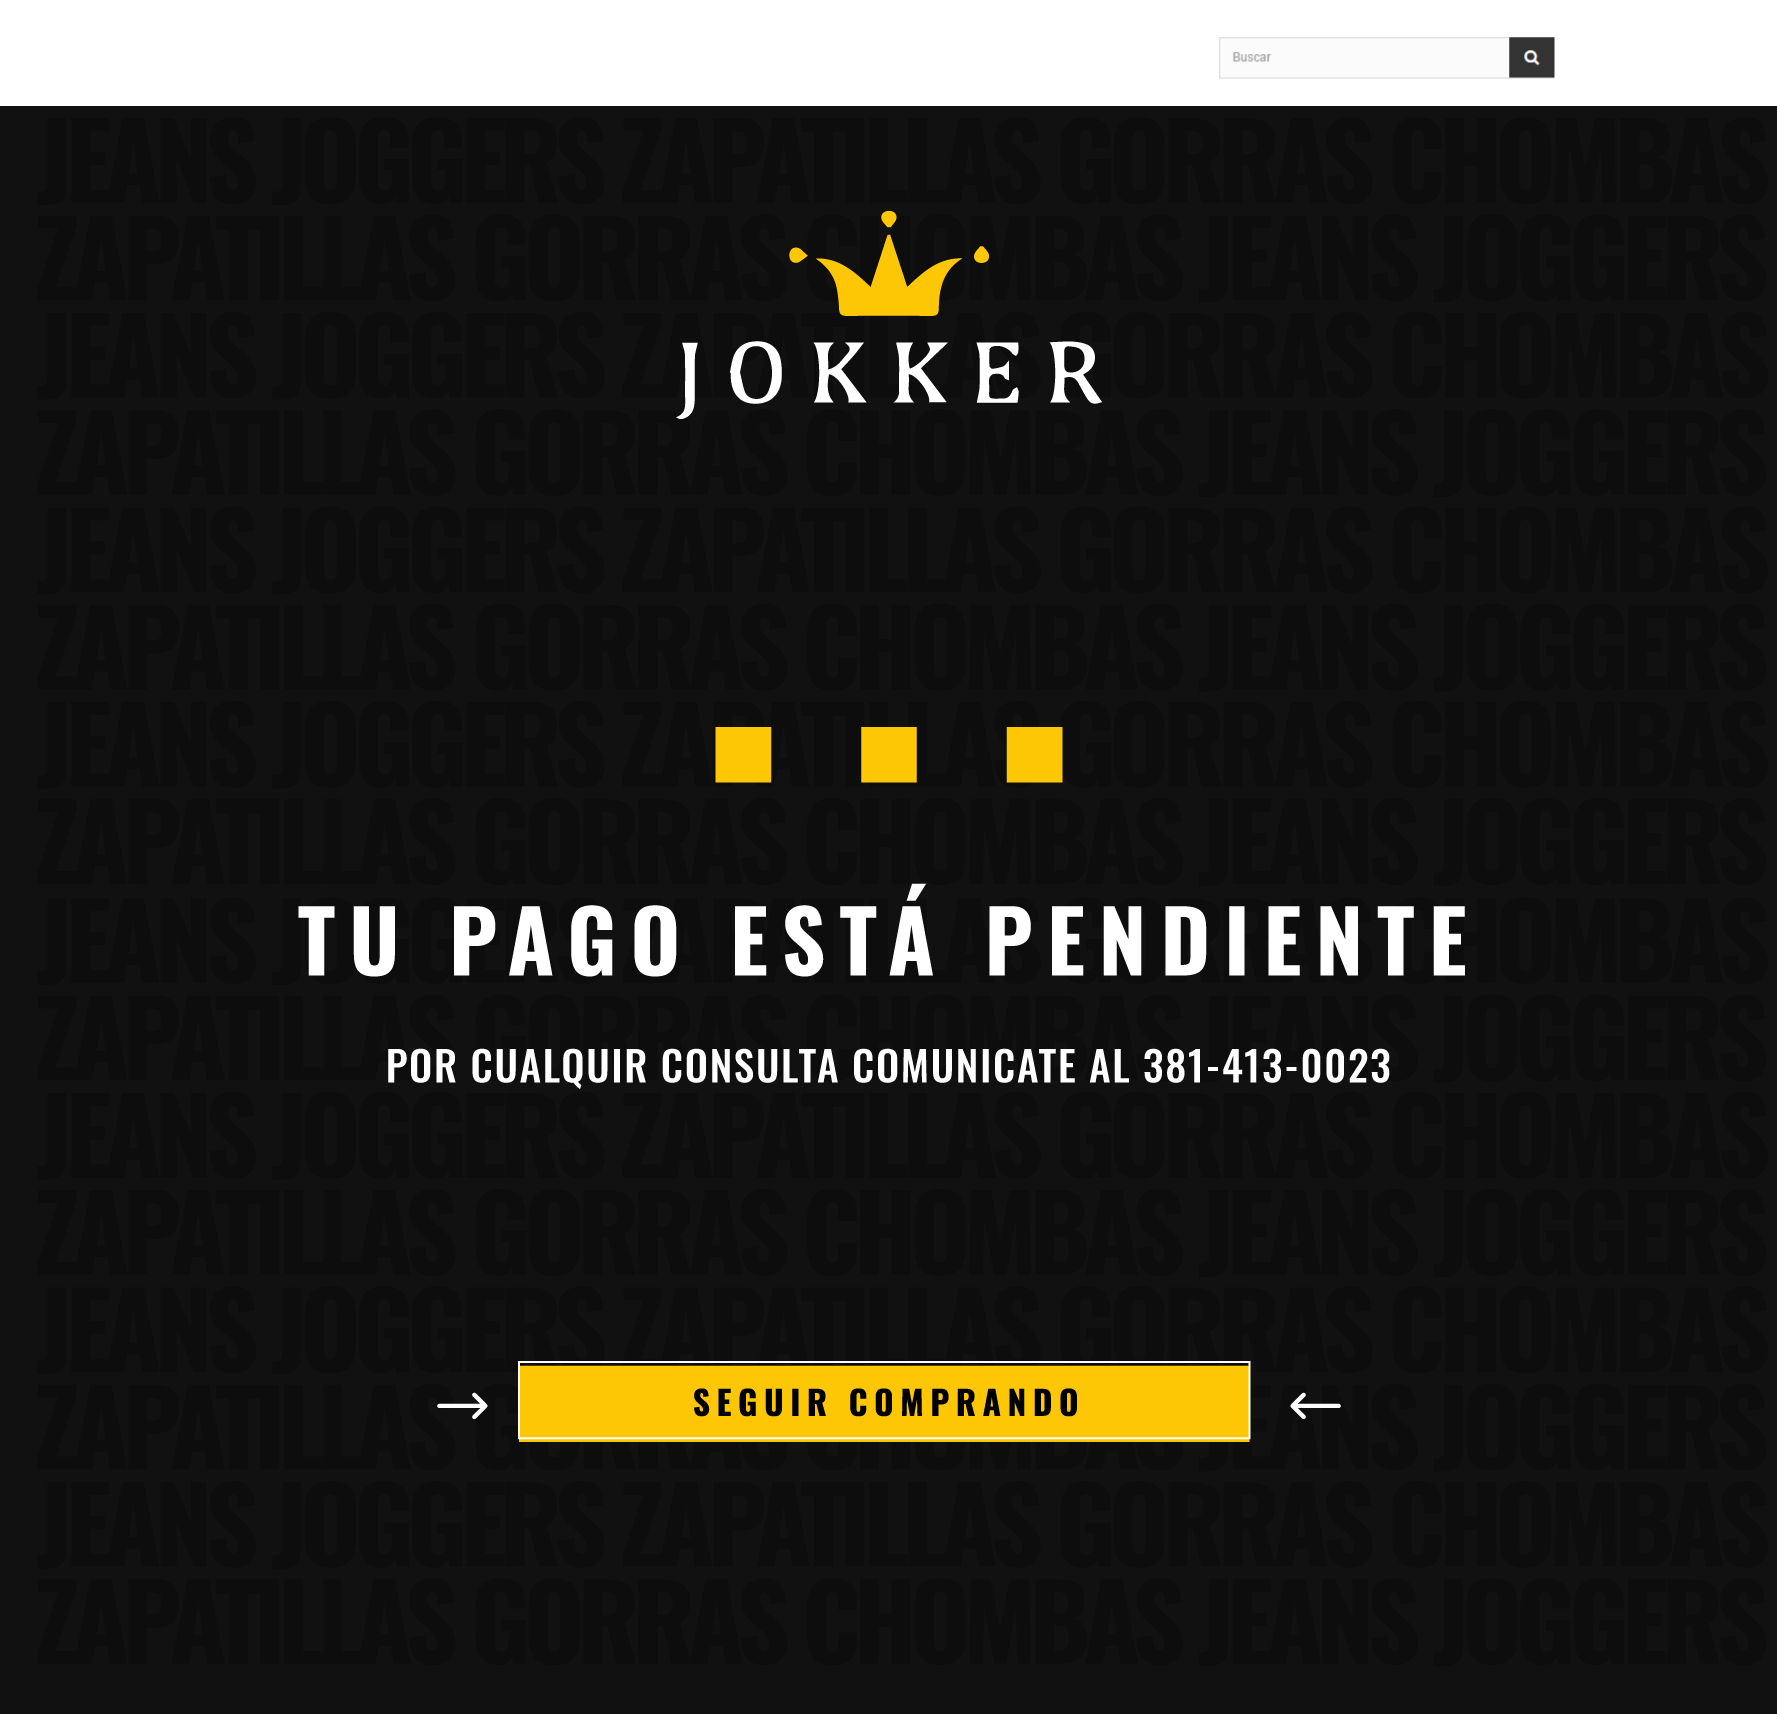 Buscar
JEANS JOGGERS ZAPATILLAS GORRAS CHOMBAS
ZAPATILLAS GORRAS CHOMBAS JEANS JOGGERS
JEANS JOGGERS ZAPATILLAS GORRAS CHOMBAS
JOKKER
ZAPATILLAS GORRAS CHOMBAS JEANS JOGGERS
JEANS JOGGERS ZAPATILLAS GORRAS CHOMBAS
ZAPATILLAS GORRAS CHOMBAS JEANS JOGGERS
JEANS JOGGERS ZAPATILLAS GORRAS CHOMBAS
ZAPATILLAS GORRAS CHOMBAS JEANS JOGGERS
JEANS JOGGERS ZAPATILLAS GORRAS CHOMBAS
TU PAGO ESTÁ PENDIENTE
ZAPATILLAS GORRAS CHOMBAS JEANS JOGGERS
POR CUALQUIR CONSULTA COMUNICATE AL 381-413-0023
JEANS JOGGERS ZAPATILLAS GORRAS CHOMBAS
ZAPATILLAS GORRAS CHOMBAS JEANS JOGGERS
JEANS JOGGERS ZAPATILLAS GORRAS CHOMBAS
SEGUIR COMPRANDO
ZAPATILLAS GORRAS CHOMBAS JEANS JOGGERS
JEANS JOGGERS ZAPATILLAS GORRAS CHOMBAS
ZAPATILLAS GORRAS CHOMBAS JEANS JOGGERS